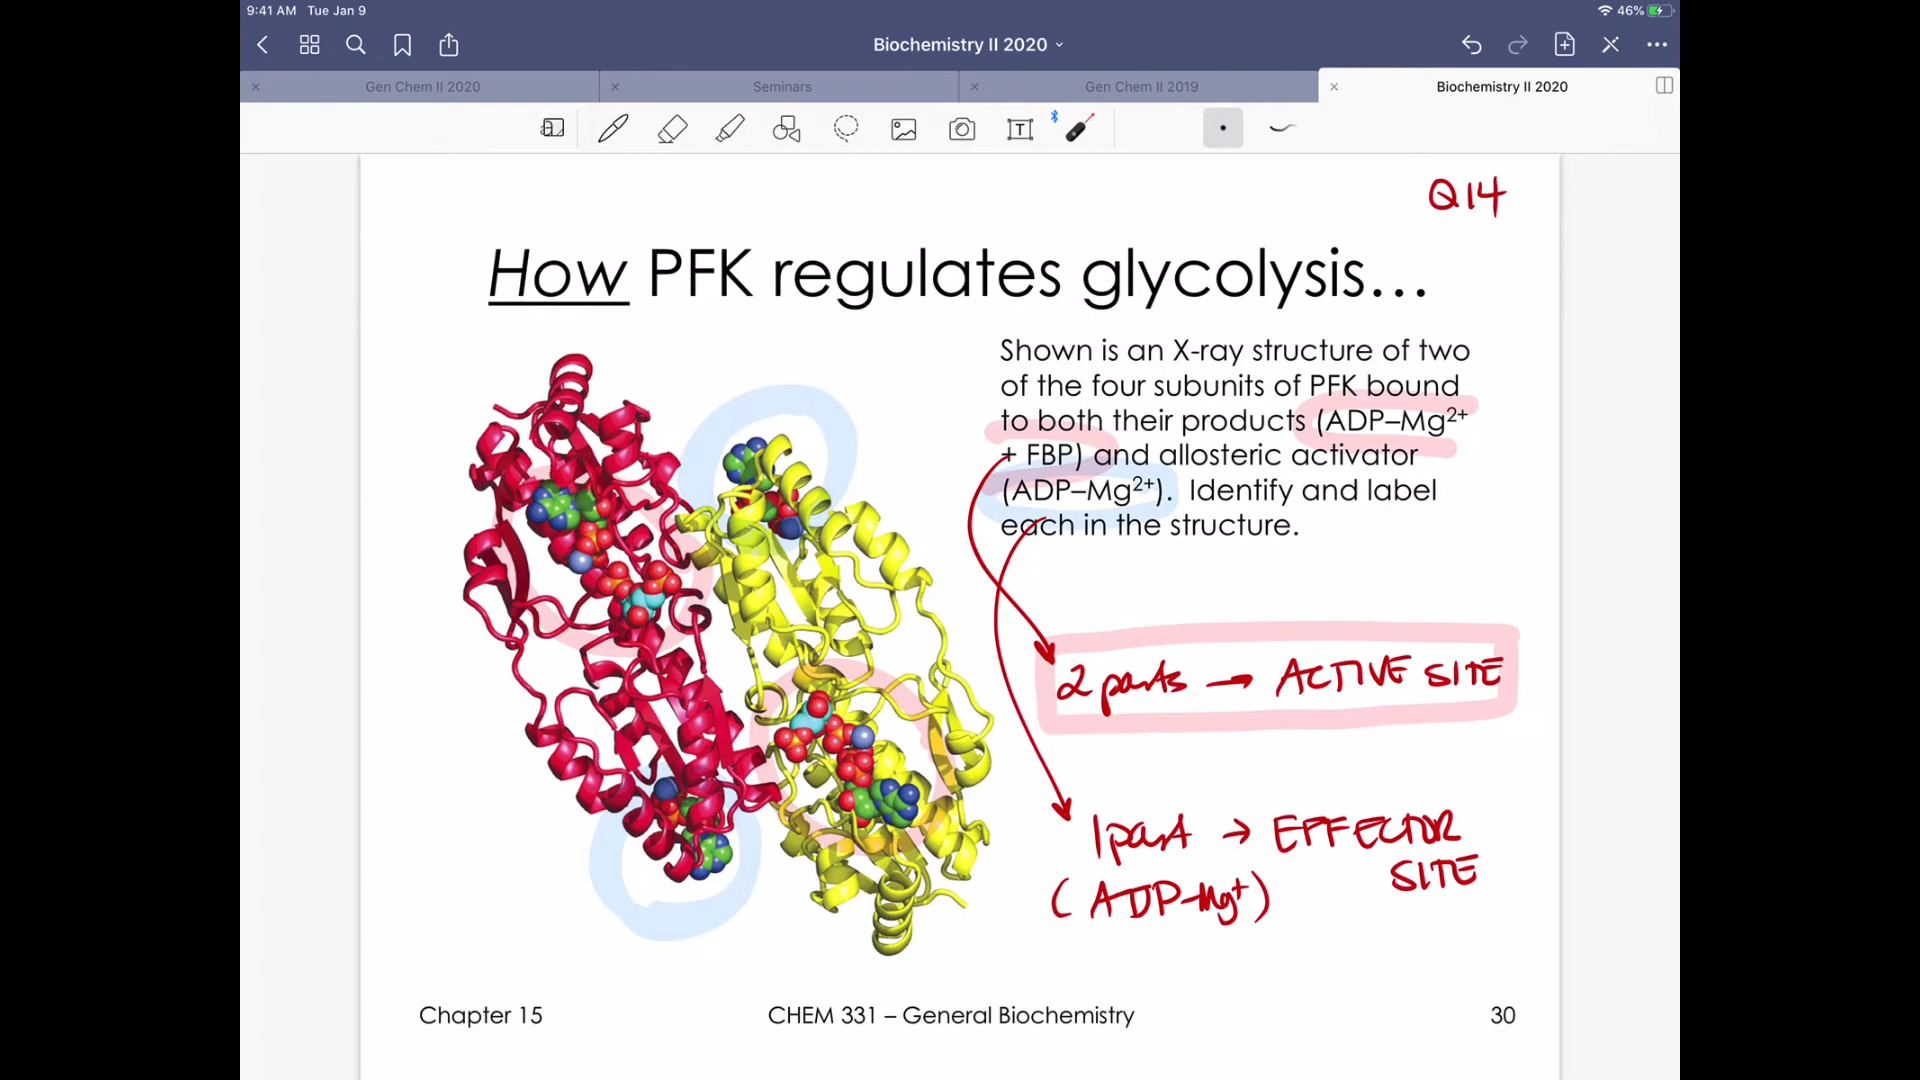 9:41 AM Tue Jan 9
46%
Biochemistry II 2020
Gen Chem II 2020
Seminars
Gen Chem II 2019
Biochemistry II 2020
T
Q14
How PFK regulates glycolysis...
Shown is an X-ray structure of two
of the four subunits of PFK bound
to both their products (ADP–Mg²⁺
+ FBP) and allosteric activator
(ADP–Mg²⁺). Identify and label
each in the structure.
2 parts → ACTIVE SITE
1 part → EFFECTOR
SITE
(ADP-Mg⁺)
Chapter 15
CHEM 331 – General Biochemistry
30